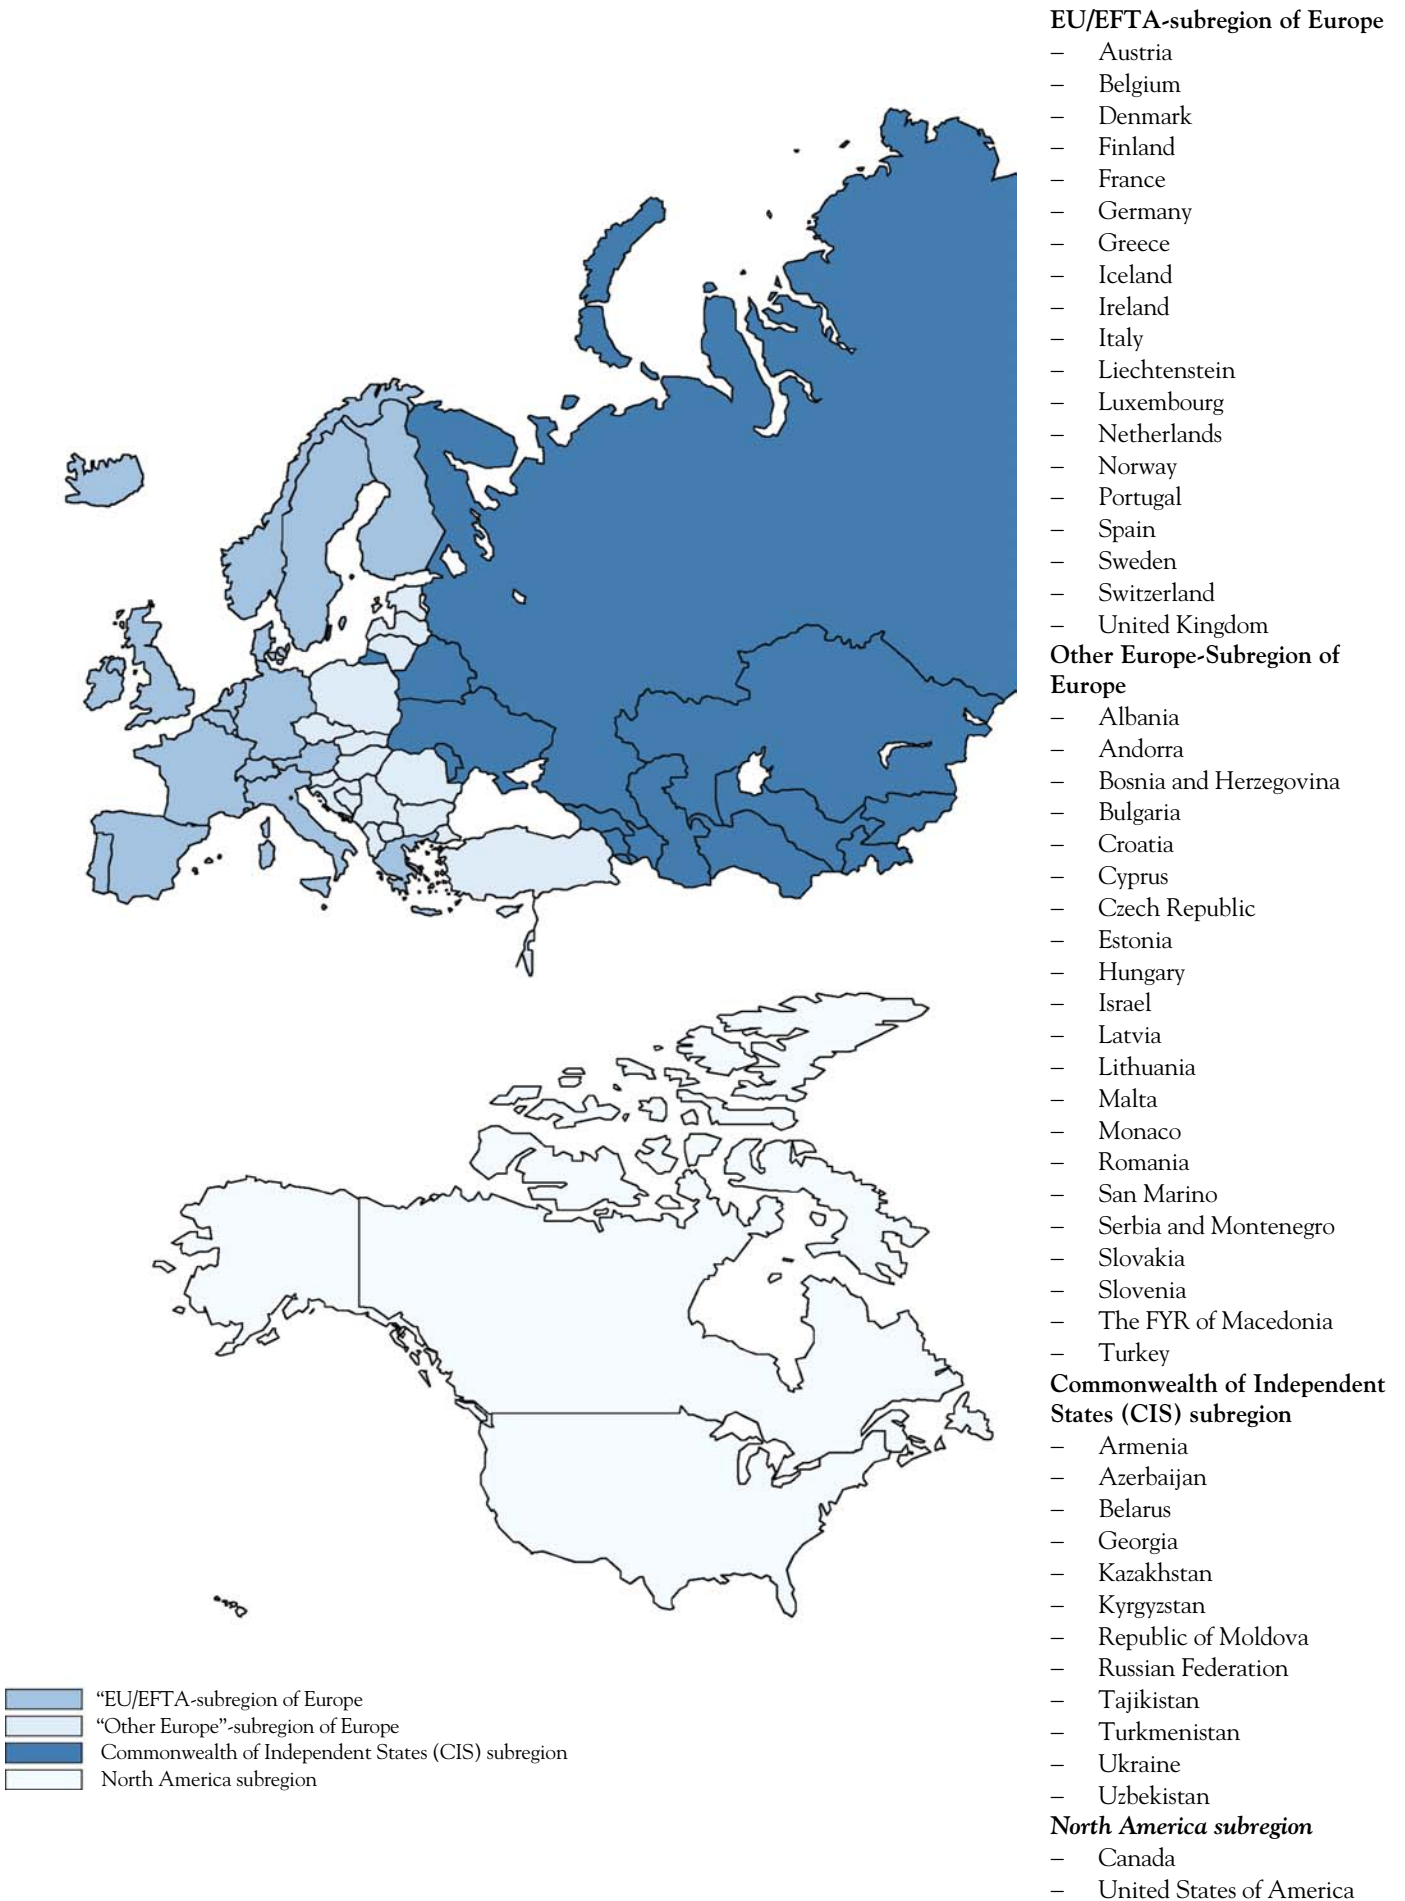 EU/EFTA-subregion of Europe
– Austria
– Belgium
– Denmark
– Finland
– France
– Germany
– Greece
– Iceland
– Ireland
– Italy
– Liechtenstein
– Luxembourg
– Netherlands
– Norway
– Portugal
– Spain
– Sweden
– Switzerland
– United Kingdom
Other Europe-Subregion of
Europe
– Albania
– Andorra
– Bosnia and Herzegovina
– Bulgaria
– Croatia
– Cyprus
– Czech Republic
– Estonia
– Hungary
– Israel
– Latvia
– Lithuania
– Malta
– Monaco
– Romania
– San Marino
– Serbia and Montenegro
– Slovakia
– Slovenia
– The FYR of Macedonia
– Turkey
Commonwealth of Independent
States (CIS) subregion
– Armenia
– Azerbaijan
– Belarus
– Georgia
– Kazakhstan
– Kyrgyzstan
– Republic of Moldova
– Russian Federation
– Tajikistan
– Turkmenistan
– Ukraine
– Uzbekistan
North America subregion
– Canada
– United States of America
“EU/EFTA-subregion of Europe
“Other Europe”-subregion of Europe
Commonwealth of Independent States (CIS) subregion
North America subregion